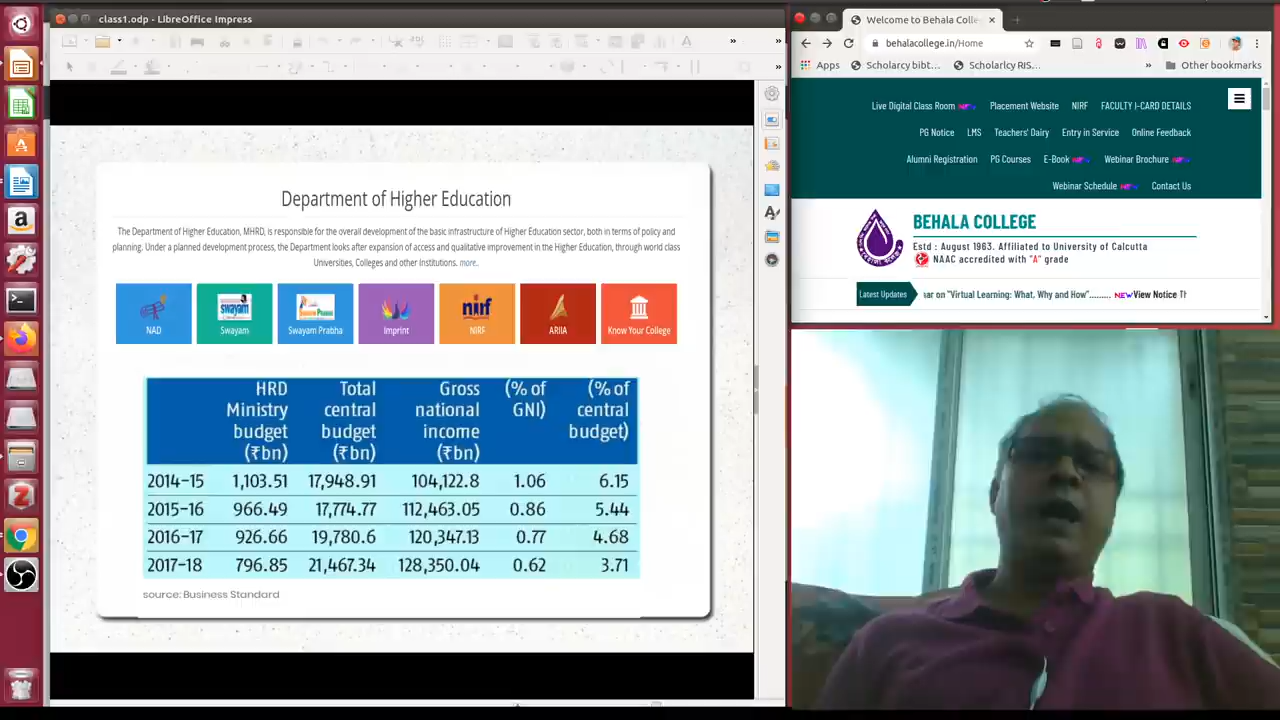 class1.odp - LibreOffice Impress
Department of Higher Education
The Department of Higher Education, MHRD, is responsible for the overall development of the basic infrastructure of Higher Education sector, both in terms of policy and
planning. Under a planned development process, the Department looks after expansion of access and qualitative improvement in the Higher Education, through world class
Universities, Colleges and other Institutions. more..
swayam
nirf
NAD Swayam Swayam Prabha Imprint NIRF ARIIA Know Your College
HRD Ministry budget (₹bn) Total central budget (₹bn) Gross national income (₹bn) (% of GNI) (% of central budget)
2014-15 1,103.51 17,948.91 104,122.8 1.06 6.15
2015-16 966.49 17,774.77 112,463.05 0.86 5.44
2016-17 926.66 19,780.6 120,347.13 0.77 4.68
2017-18 796.85 21,467.34 128,350.04 0.62 3.71
source: Business Standard
Welcome to Behala Colle
behalacollege.in/Home
Apps Scholarcy bibt... Scholarlcy RIS... » Other bookmarks
Live Digital Class Room Placement Website NIRF FACULTY I-CARD DETAILS
PG Notice LMS Teachers' Dairy Entry in Service Online Feedback
Alumni Registration PG Courses E-Book Webinar Brochure
Webinar Schedule Contact Us
BEHALA COLLEGE
Estd : August 1963. Affiliated to University of Calcutta
NAAC accredited with "A" grade
Latest Updates nar on "Virtual Learning: What, Why and How"........ NEW View Notice Th